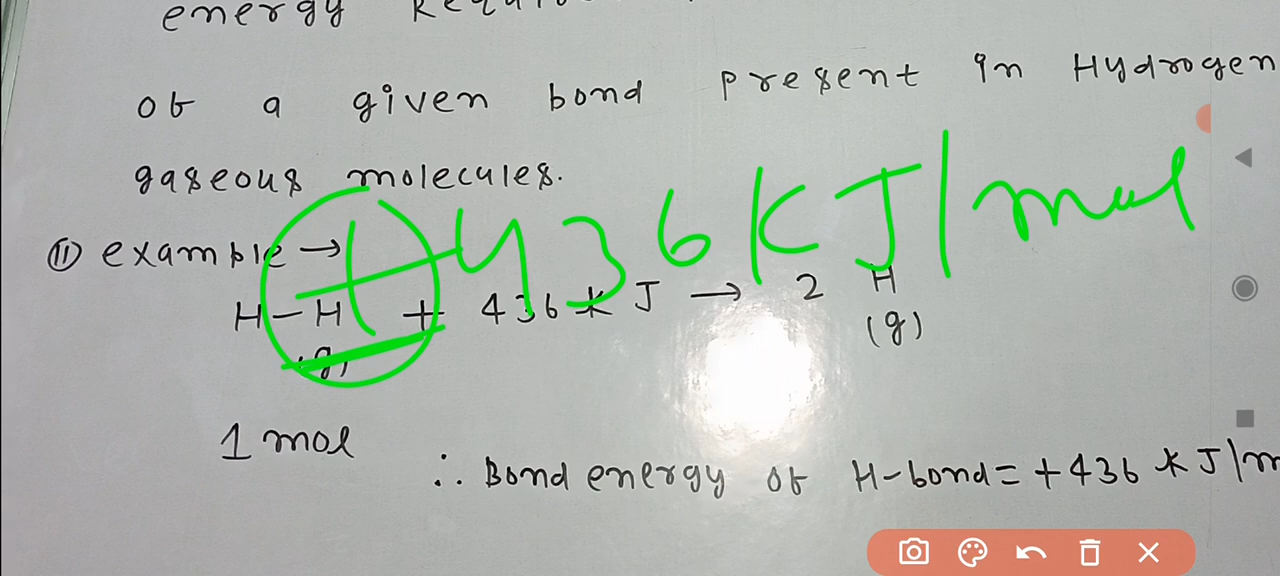 energy
of a given bond present in Hydrogen
gaseous molecules.
+436 KJ/mol
(ii) example →
H-H + 436 kJ → 2 H
(g) (g)
1 mol
∴ Bond energy of H-bond = +436 kJ/m